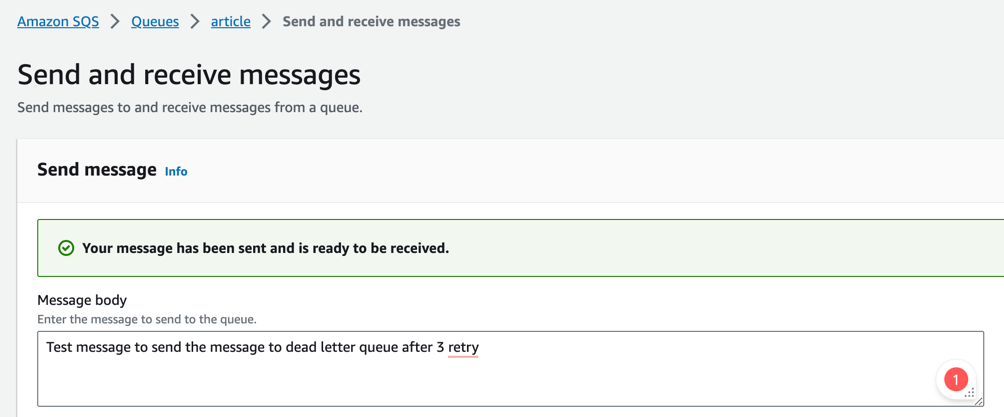 Amazon SQS > Queues > article > Send and receive messages
Send and receive messages
Send messages to and receive messages from a queue.
Send message Info
Your message has been sent and is ready to be received.
Message body
Enter the message to send to the queue.
Test message to send the message to dead letter queue after 3 retry
1